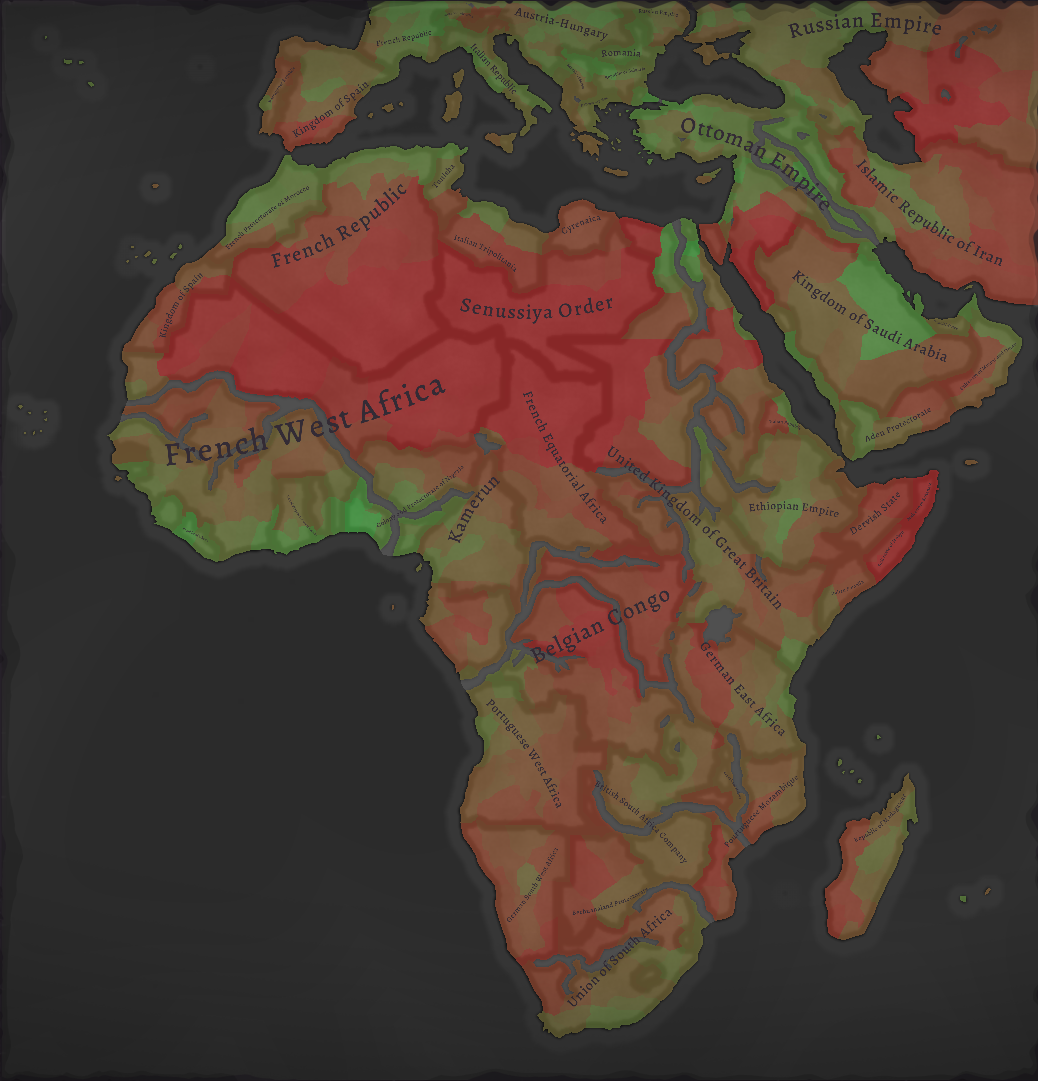 Austria-Hungary
Russian Empire
French Republic
Italian Republic
Romania
Kingdom of Spain
Ottoman Empire
Islamic Republic of Iran
Tunisia
French Protectorate of Morocco
French Republic
Cyrenaica
Italian Tripolitania
Kingdom of Spain
Senussiya Order
Kingdom of Saudi Arabia
French West Africa
French Equatorial Africa
Aden Protectorate
United Kingdom of Great Britain
Kamerun
Ethiopian Empire
Dervish State
Belgian Congo
German East Africa
Portuguese West Africa
British South Africa Company
Portuguese Mozambique
German South West Africa
Bechuanaland Protectorate
Union of South Africa